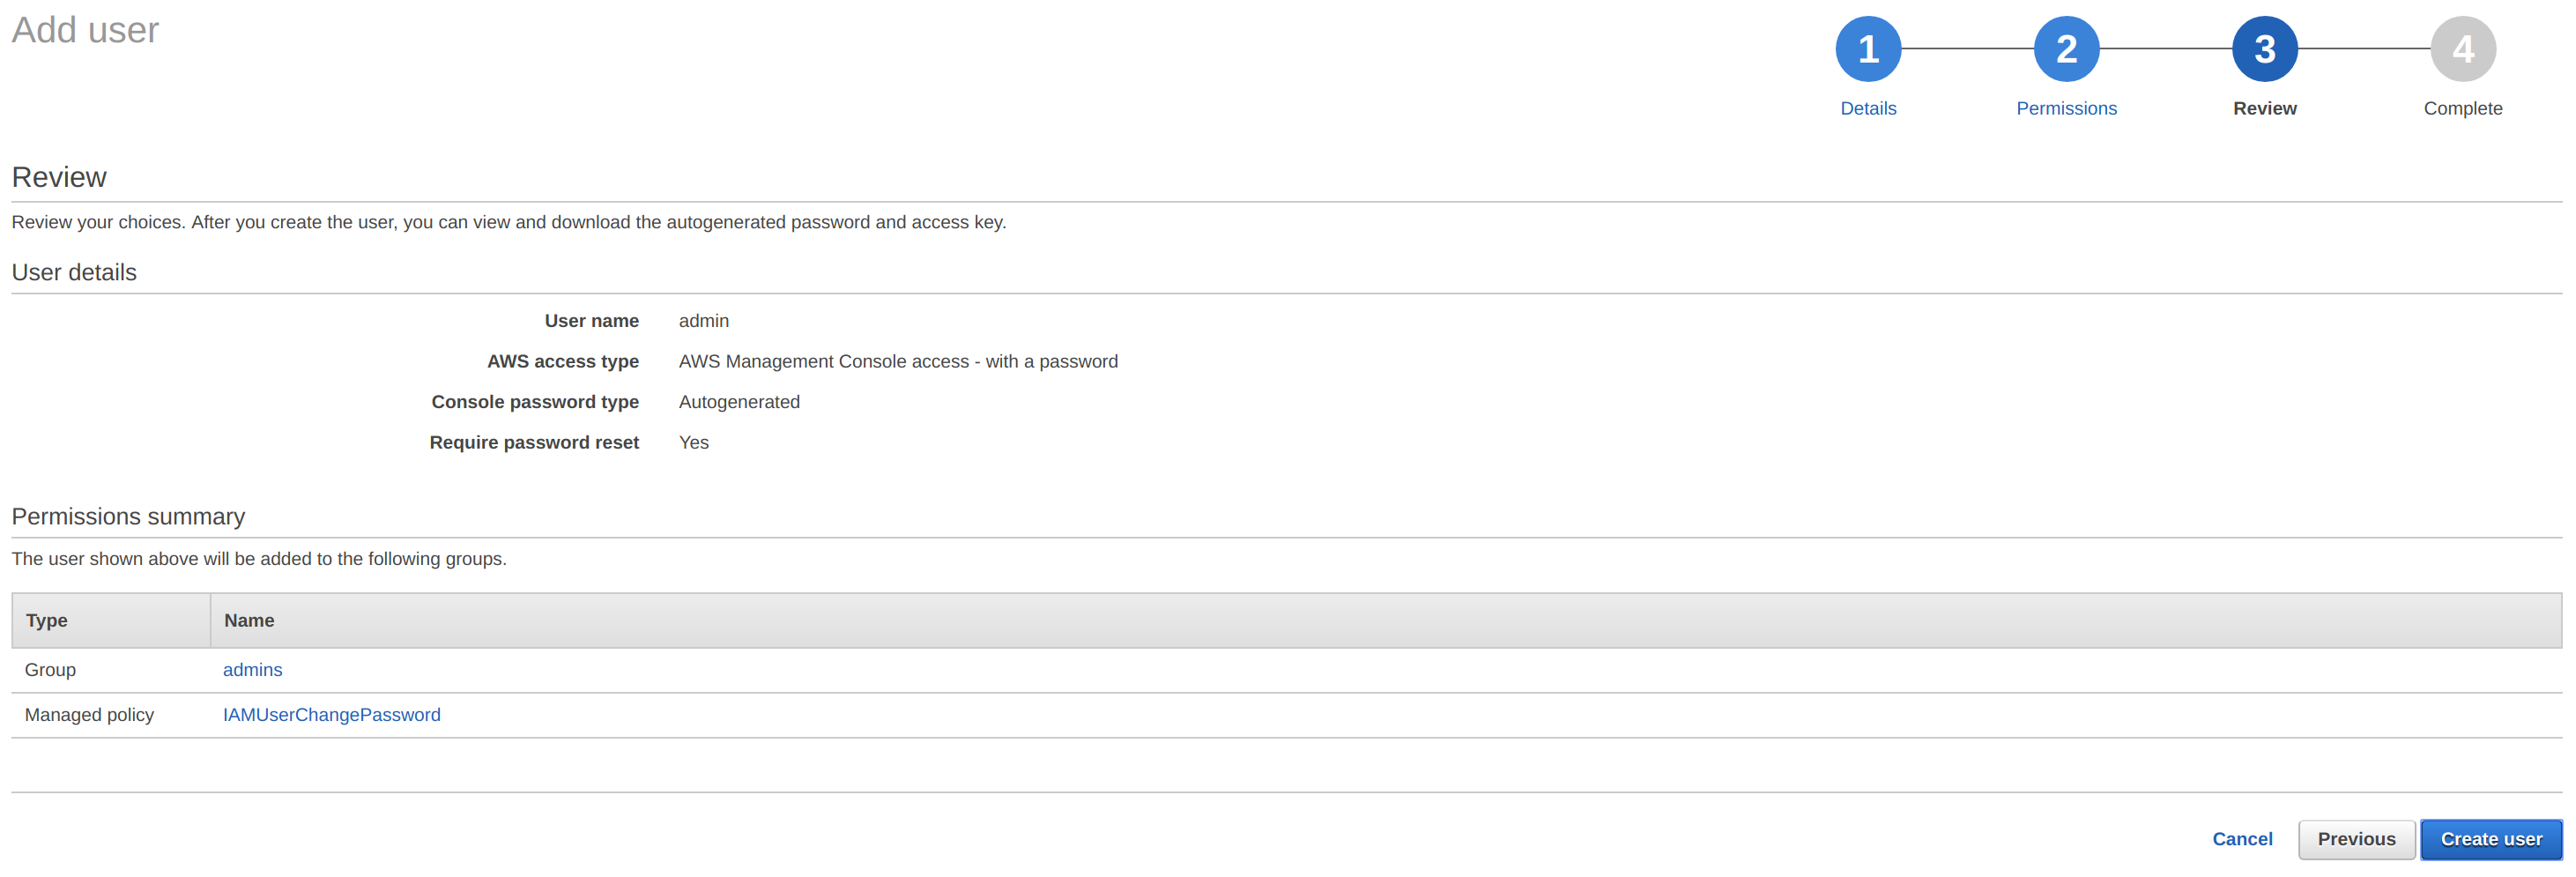 Add user
1
2
3
4
Details
Permissions
Review
Complete
Review
Review your choices. After you create the user, you can view and download the autogenerated password and access key.
User details
User name admin
AWS access type AWS Management Console access - with a password
Console password type Autogenerated
Require password reset Yes
Permissions summary
The user shown above will be added to the following groups.
Type Name
Group admins
Managed policy IAMUserChangePassword
Cancel Previous Create user